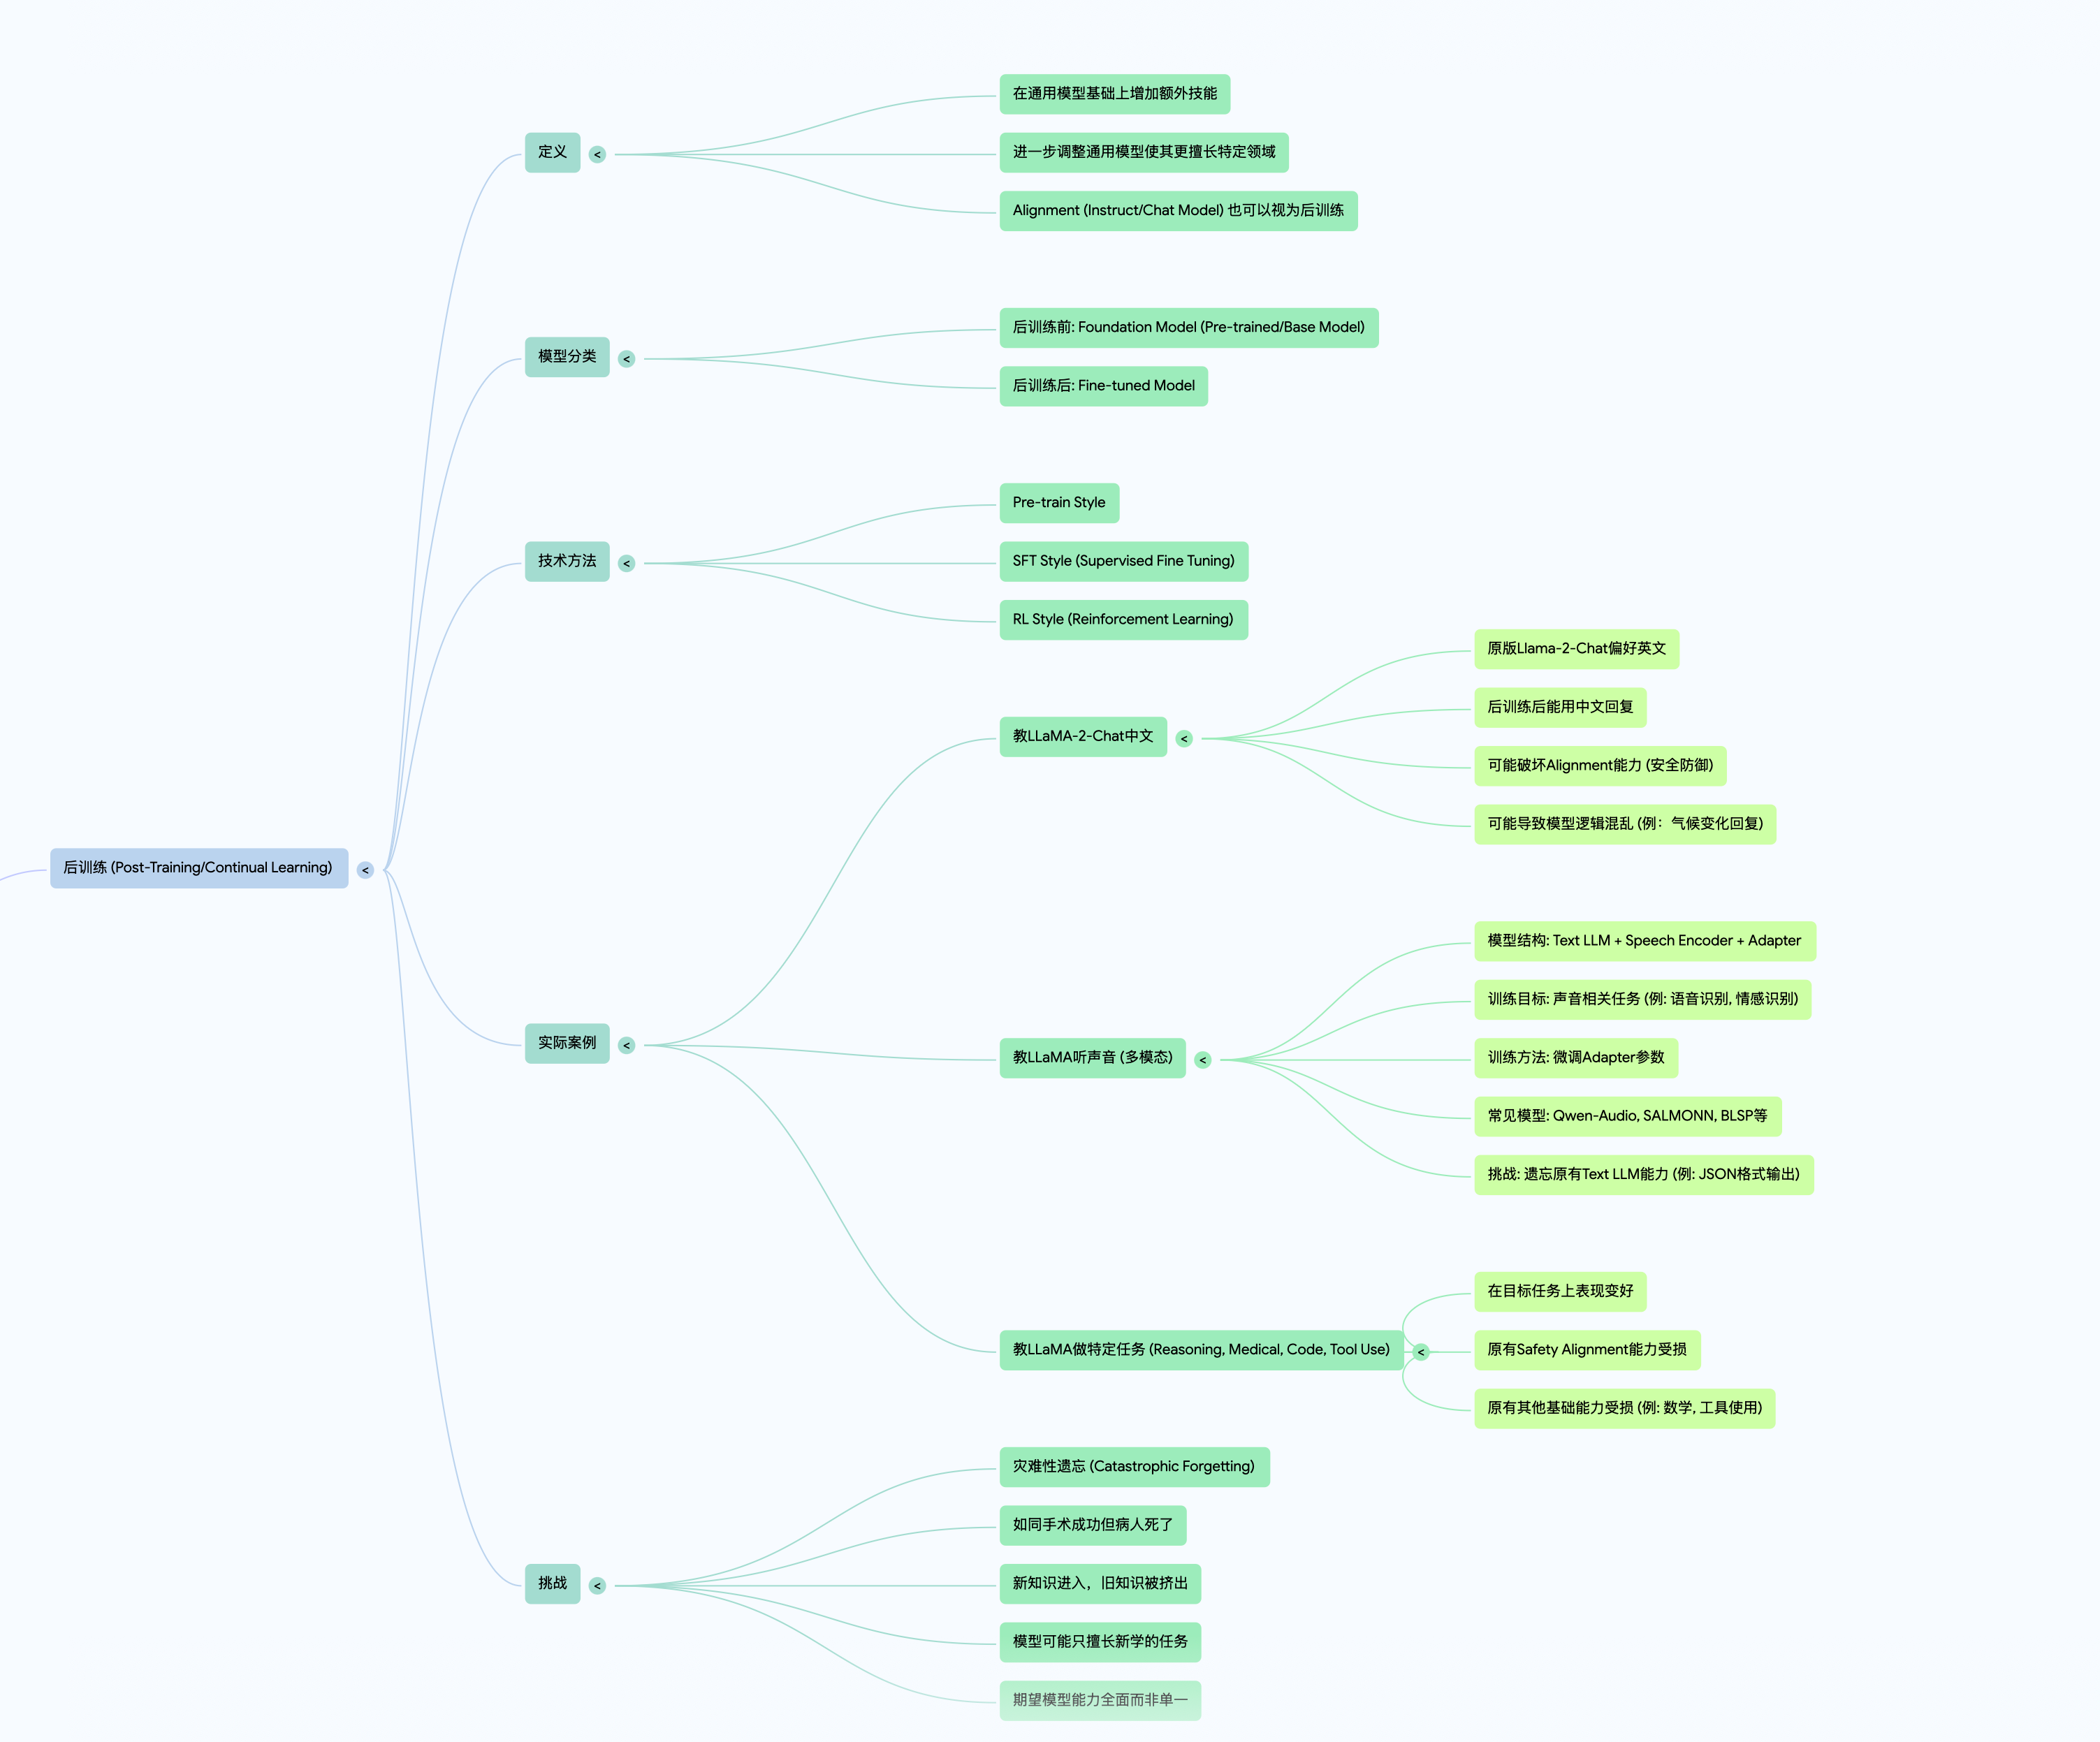 后训练 (Post-Training/Continual Learning)
定义
在通用模型基础上增加额外技能
进一步调整通用模型使其更擅长特定领域
Alignment (Instruct/Chat Model) 也可以视为后训练
模型分类
后训练前: Foundation Model (Pre-trained/Base Model)
后训练后: Fine-tuned Model
技术方法
Pre-train Style
SFT Style (Supervised Fine Tuning)
RL Style (Reinforcement Learning)
实际案例
教LLaMA-2-Chat中文
原版Llama-2-Chat偏好英文
后训练后能用中文回复
可能破坏Alignment能力 (安全防御)
可能导致模型逻辑混乱 (例：气候变化回复)
教LLaMA听声音 (多模态)
模型结构: Text LLM + Speech Encoder + Adapter
训练目标: 声音相关任务 (例: 语音识别, 情感识别)
训练方法: 微调Adapter参数
常见模型: Qwen-Audio, SALMONN, BLSP等
挑战: 遗忘原有Text LLM能力 (例: JSON格式输出)
教LLaMA做特定任务 (Reasoning, Medical, Code, Tool Use)
在目标任务上表现变好
原有Safety Alignment能力受损
原有其他基础能力受损 (例: 数学, 工具使用)
挑战
灾难性遗忘 (Catastrophic Forgetting)
如同手术成功但病人死了
新知识进入，旧知识被挤出
模型可能只擅长新学的任务
期望模型能力全面而非单一